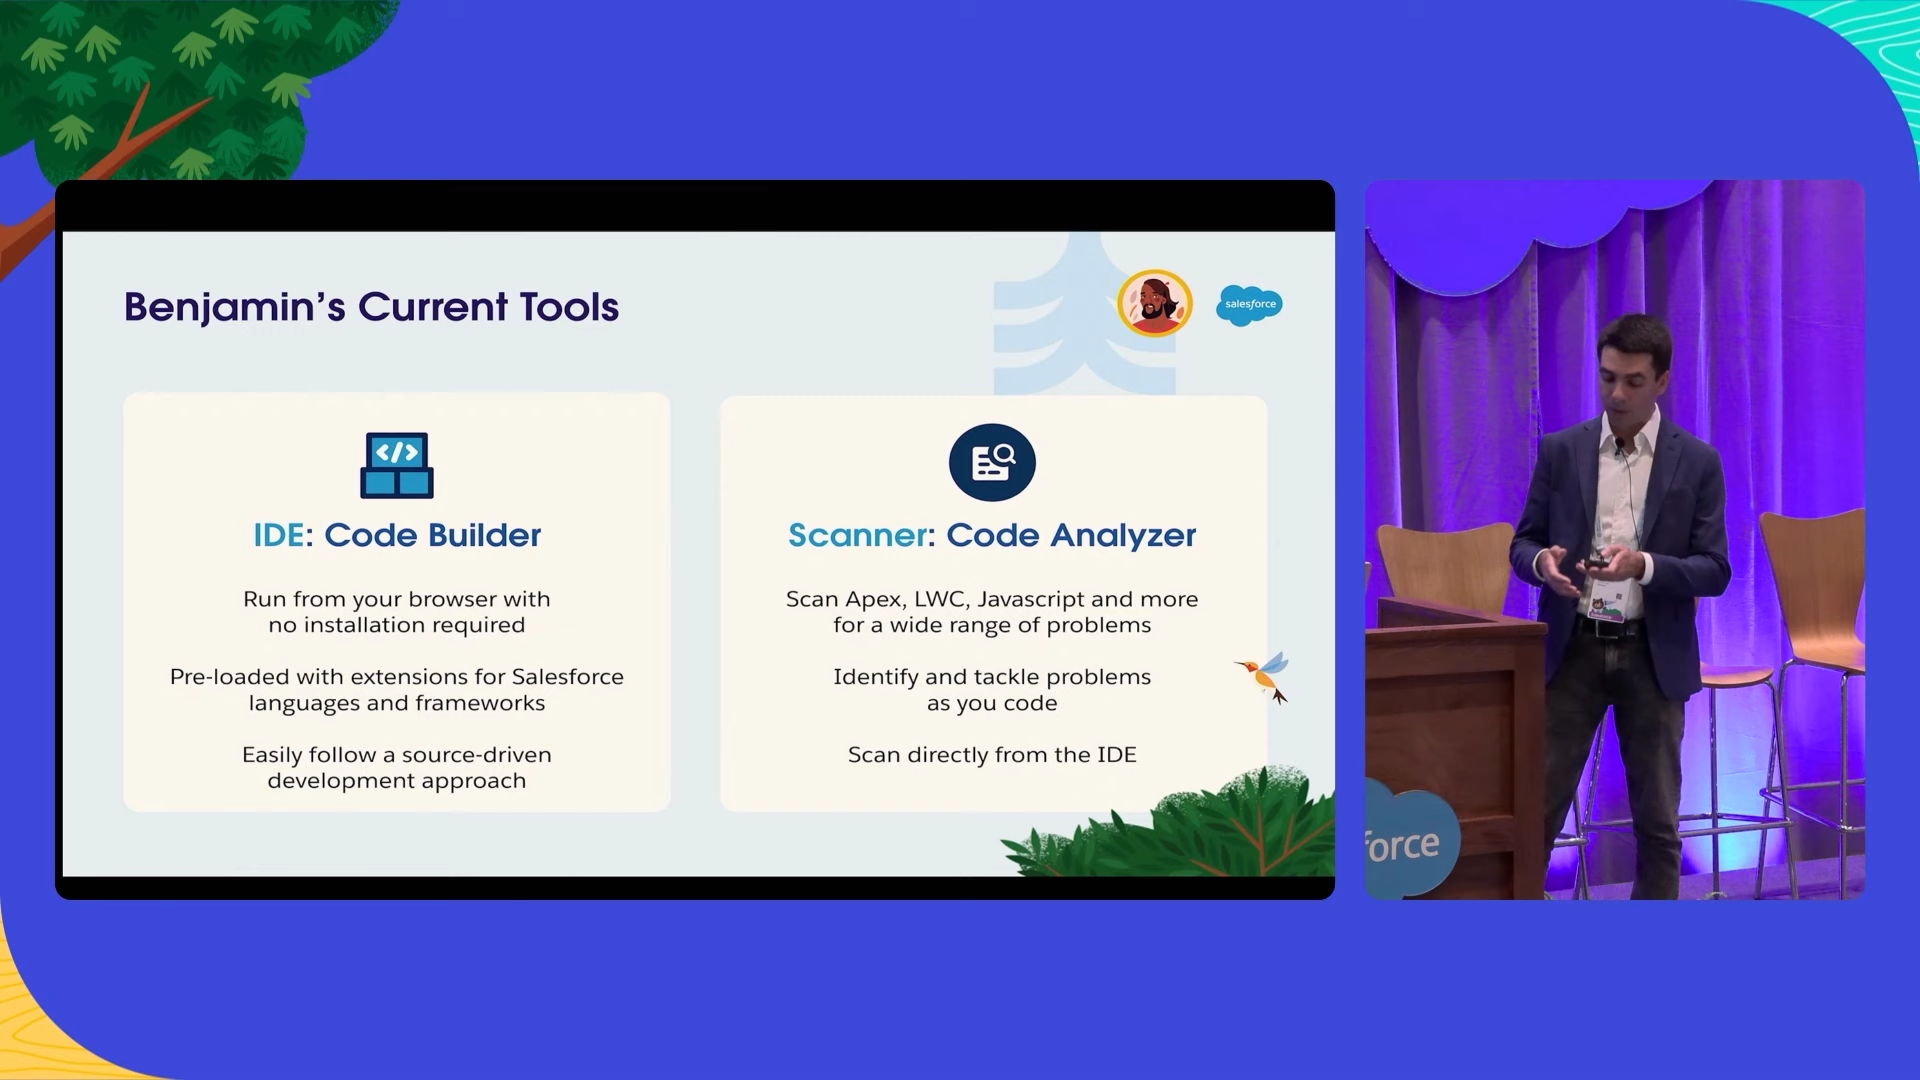 Benjamin's Current Tools
salesforce
IDE: Code Builder
Run from your browser with
no installation required
Pre-loaded with extensions for Salesforce
languages and frameworks
Easily follow a source-driven
development approach
Scanner: Code Analyzer
Scan Apex, LWC, Javascript and more
for a wide range of problems
Identify and tackle problems
as you code
Scan directly from the IDE
force